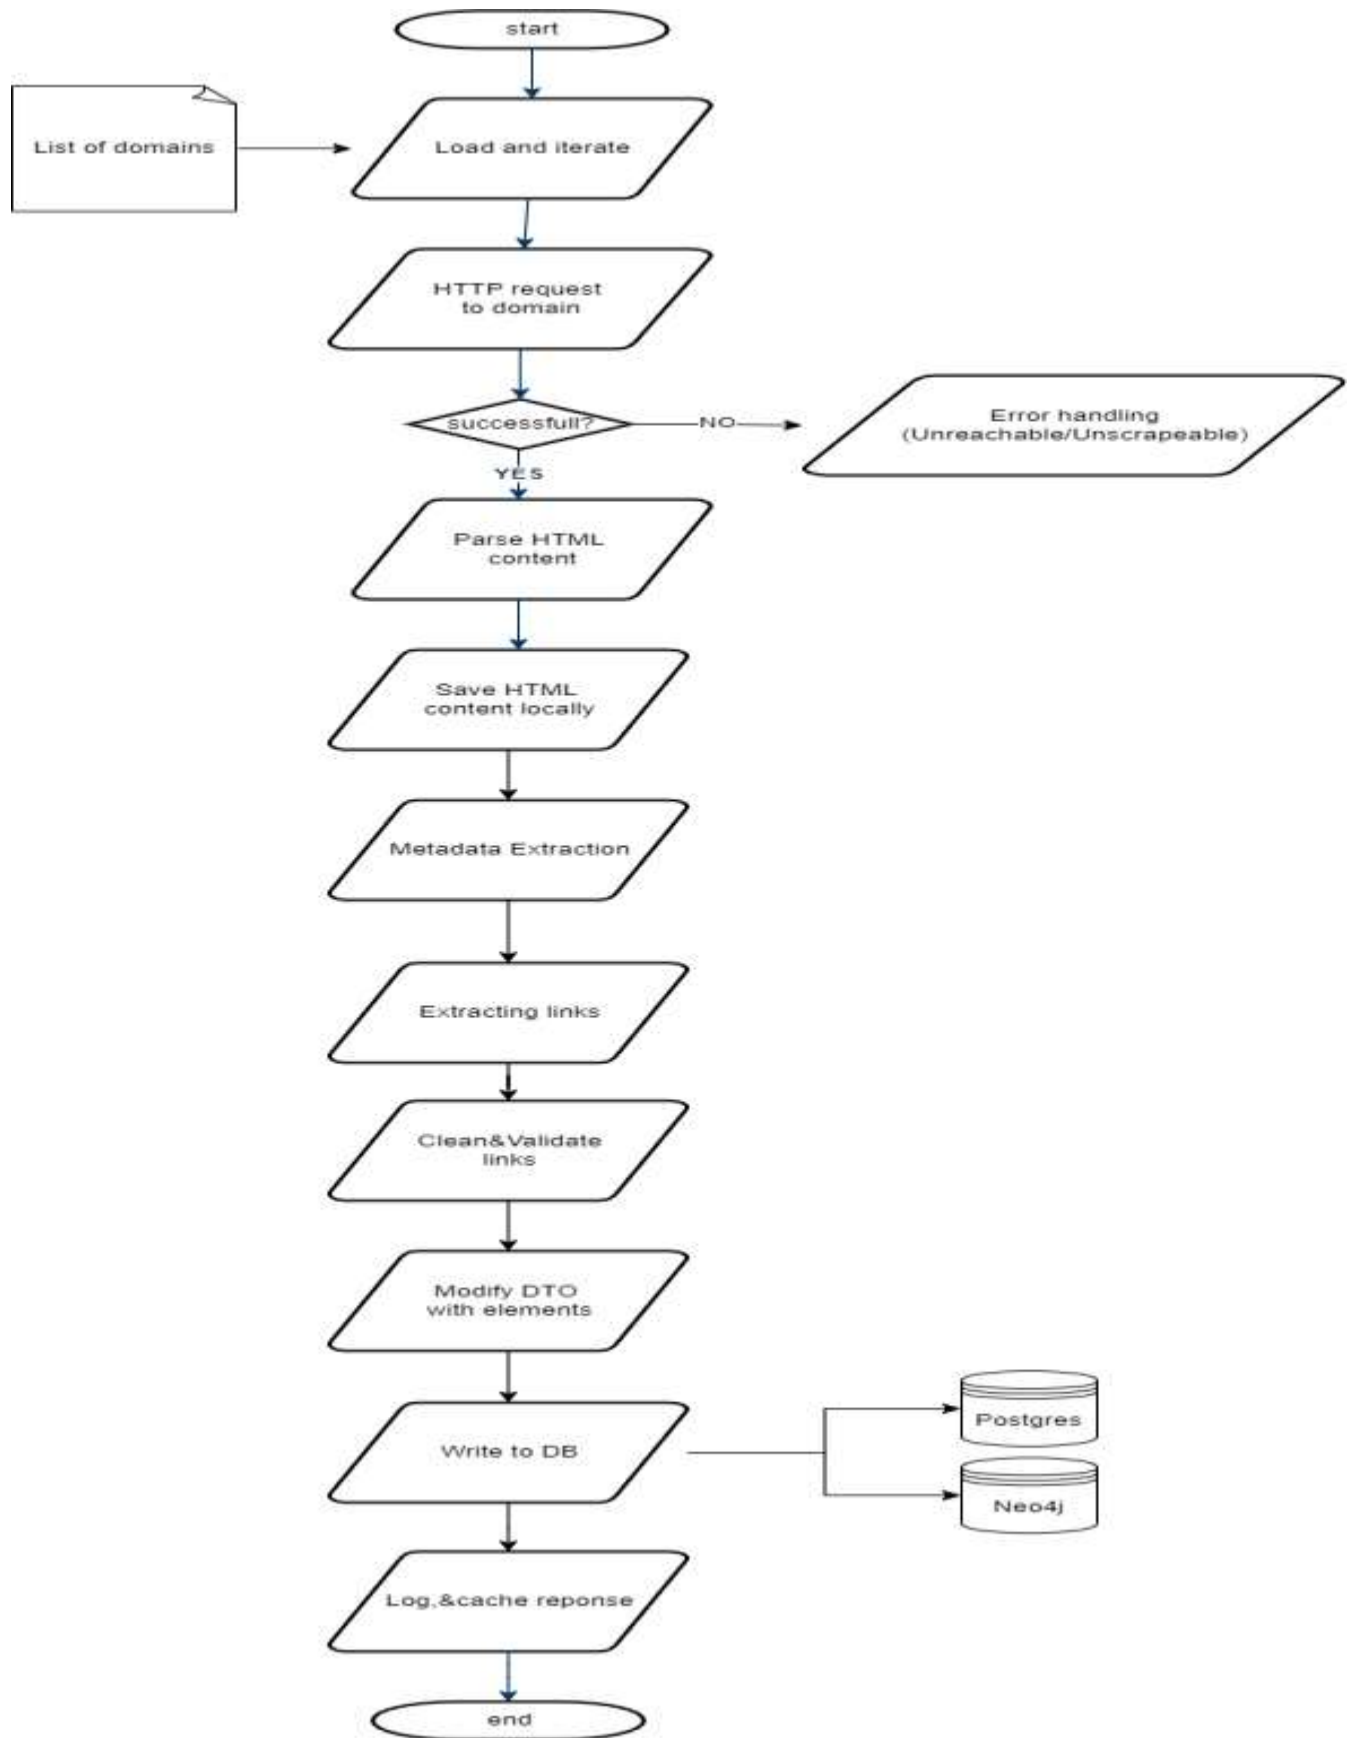 start
List of domains
Load and iterate
HTTP request
to domain
successfull?
NO
Error handling
(Unreachable/Unscrapeable)
YES
Parse HTML
content
Save HTML
content locally
Metadata Extraction
Extracting links
Clean&Validate
links
Modify DTO
with elements
Write to DB
Postgres
Neo4j
Log,&cache reponse
end